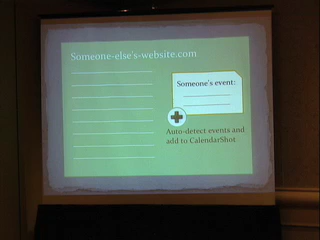 Someone-else's-website.com
Someone's event:
Auto-detect events and
add to CalendarShot